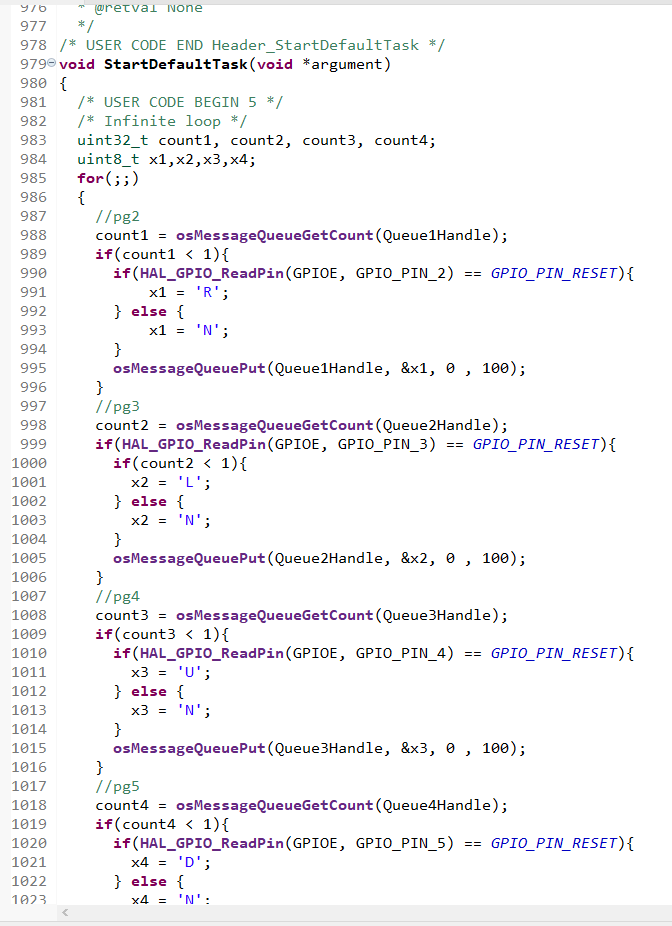 976 * @retval None
977 */
978 /* USER CODE END Header_StartDefaultTask */
979 void StartDefaultTask(void *argument)
980 {
981 /* USER CODE BEGIN 5 */
982 /* Infinite loop */
983 uint32_t count1, count2, count3, count4;
984 uint8_t x1,x2,x3,x4;
985 for(;;)
986 {
987 //pg2
988 count1 = osMessageQueueGetCount(Queue1Handle);
989 if(count1 < 1){
990 if(HAL_GPIO_ReadPin(GPIOE, GPIO_PIN_2) == GPIO_PIN_RESET){
991 x1 = 'R';
992 } else {
993 x1 = 'N';
994 }
995 osMessageQueuePut(Queue1Handle, &x1, 0 , 100);
996 }
997 //pg3
998 count2 = osMessageQueueGetCount(Queue2Handle);
999 if(HAL_GPIO_ReadPin(GPIOE, GPIO_PIN_3) == GPIO_PIN_RESET){
1000 if(count2 < 1){
1001 x2 = 'L';
1002 } else {
1003 x2 = 'N';
1004 }
1005 osMessageQueuePut(Queue2Handle, &x2, 0 , 100);
1006 }
1007 //pg4
1008 count3 = osMessageQueueGetCount(Queue3Handle);
1009 if(count3 < 1){
1010 if(HAL_GPIO_ReadPin(GPIOE, GPIO_PIN_4) == GPIO_PIN_RESET){
1011 x3 = 'U';
1012 } else {
1013 x3 = 'N';
1014 }
1015 osMessageQueuePut(Queue3Handle, &x3, 0 , 100);
1016 }
1017 //pg5
1018 count4 = osMessageQueueGetCount(Queue4Handle);
1019 if(count4 < 1){
1020 if(HAL_GPIO_ReadPin(GPIOE, GPIO_PIN_5) == GPIO_PIN_RESET){
1021 x4 = 'D';
1022 } else {
1023 x4 = 'N';